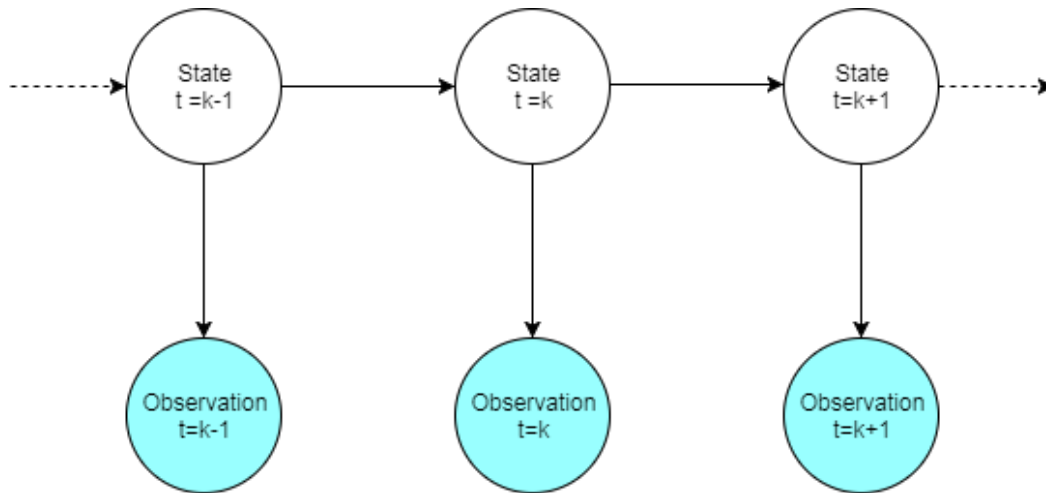 State
t =k-1
State
t =k
State
t=k+1
Observation
t=k-1
Observation
t=k
Observation
t=k+1